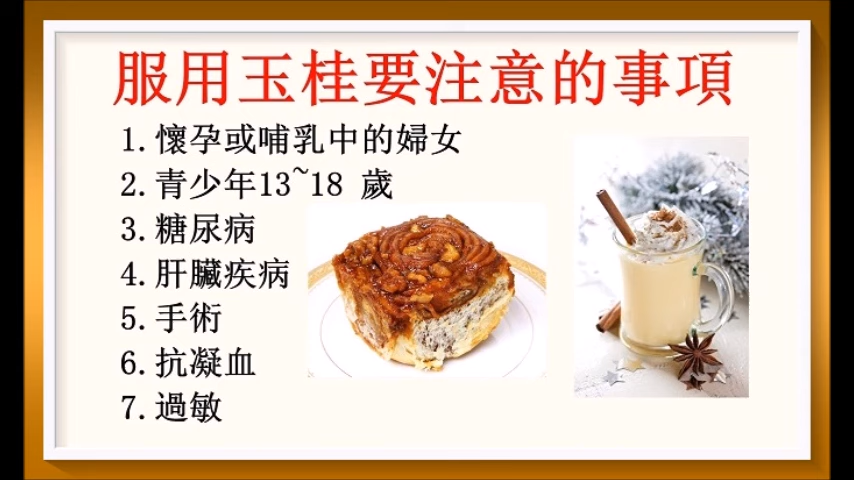 服用玉桂要注意的事項
1.懷孕或哺乳中的婦女
2.青少年13~18 歲
3.糖尿病
4.肝臟疾病
5.手術
6.抗凝血
7.過敏